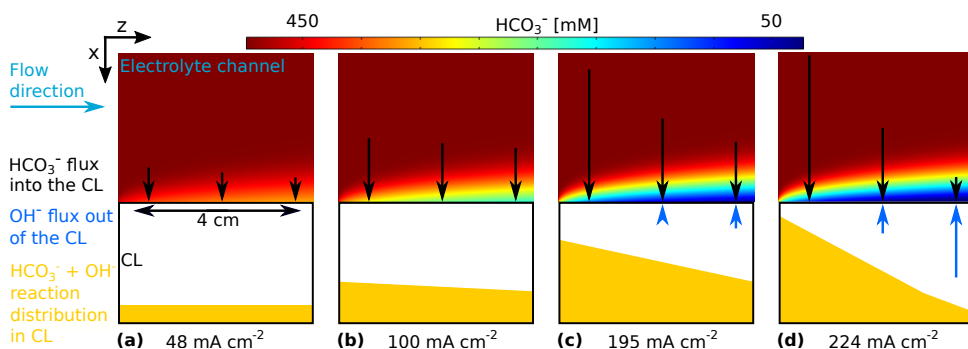 450
HCO₃⁻ [mM]
50
z
x
Electrolyte channel
Flow
direction
HCO₃⁻ flux
into the CL
OH⁻ flux out
of the CL
4 cm
CL
HCO₃⁻ + OH⁻
reaction
distribution
in CL
(a) 48 mA cm⁻²
(b) 100 mA cm⁻²
(c) 195 mA cm⁻²
(d) 224 mA cm⁻²